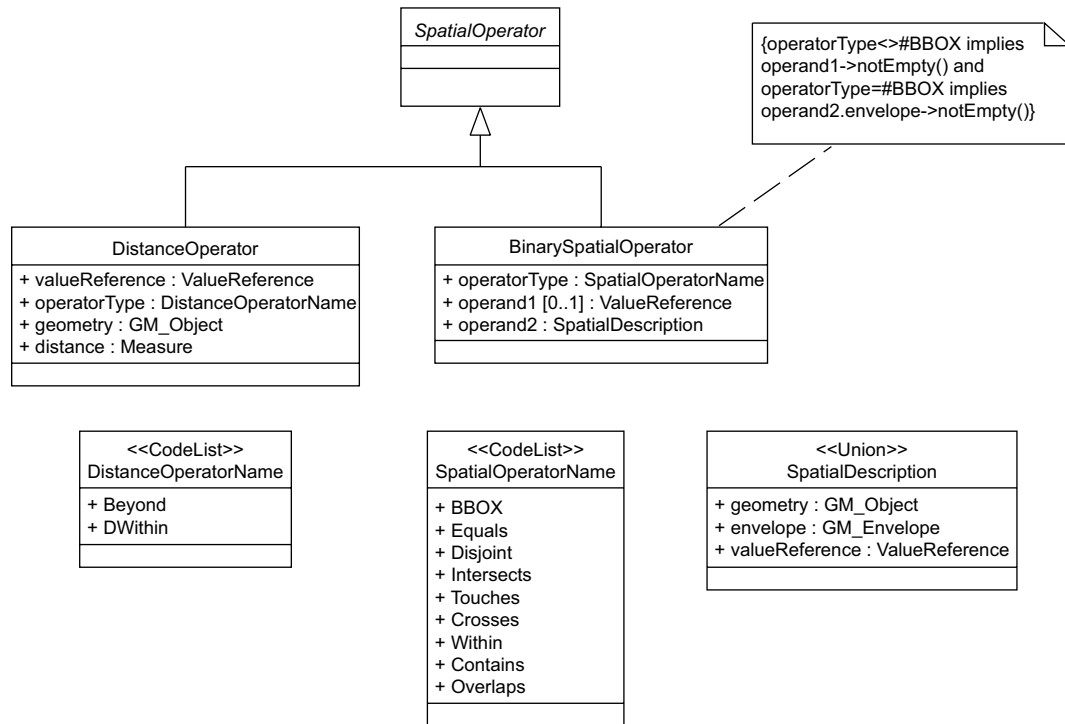 SpatialOperator
{operatorType<>#BBOX implies
operand1->notEmpty() and
operatorType=#BBOX implies
operand2.envelope->notEmpty()}
DistanceOperator
+ valueReference : ValueReference
+ operatorType : DistanceOperatorName
+ geometry : GM_Object
+ distance : Measure
BinarySpatialOperator
+ operatorType : SpatialOperatorName
+ operand1 [0..1] : ValueReference
+ operand2 : SpatialDescription
<<CodeList>>
DistanceOperatorName
+ Beyond
+ DWithin
<<CodeList>>
SpatialOperatorName
+ BBOX
+ Equals
+ Disjoint
+ Intersects
+ Touches
+ Crosses
+ Within
+ Contains
+ Overlaps
<<Union>>
SpatialDescription
+ geometry : GM_Object
+ envelope : GM_Envelope
+ valueReference : ValueReference